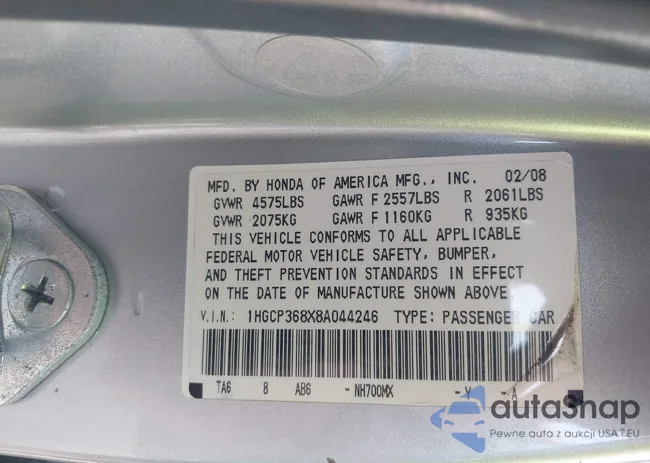 MFD. BY HONDA OF AMERICA MFG., INC. 02/08
GVWR 4575LBS GAWR F 2557LBS R 2061LBS
GVWR 2075KG GAWR F 1160KG R 935KG
THIS VEHICLE CONFORMS TO ALL APPLICABLE
FEDERAL MOTOR VEHICLE SAFETY, BUMPER,
AND THEFT PREVENTION STANDARDS IN EFFECT
ON THE DATE OF MANUFACTURE SHOWN ABOVE.
V.I.N.: 1HGCP368X8A044246 TYPE: PASSENGER CAR
TA6 8 AB6 -NH700MX -Y -A
autaSnap
Pewne auta z aukcji USA i EU